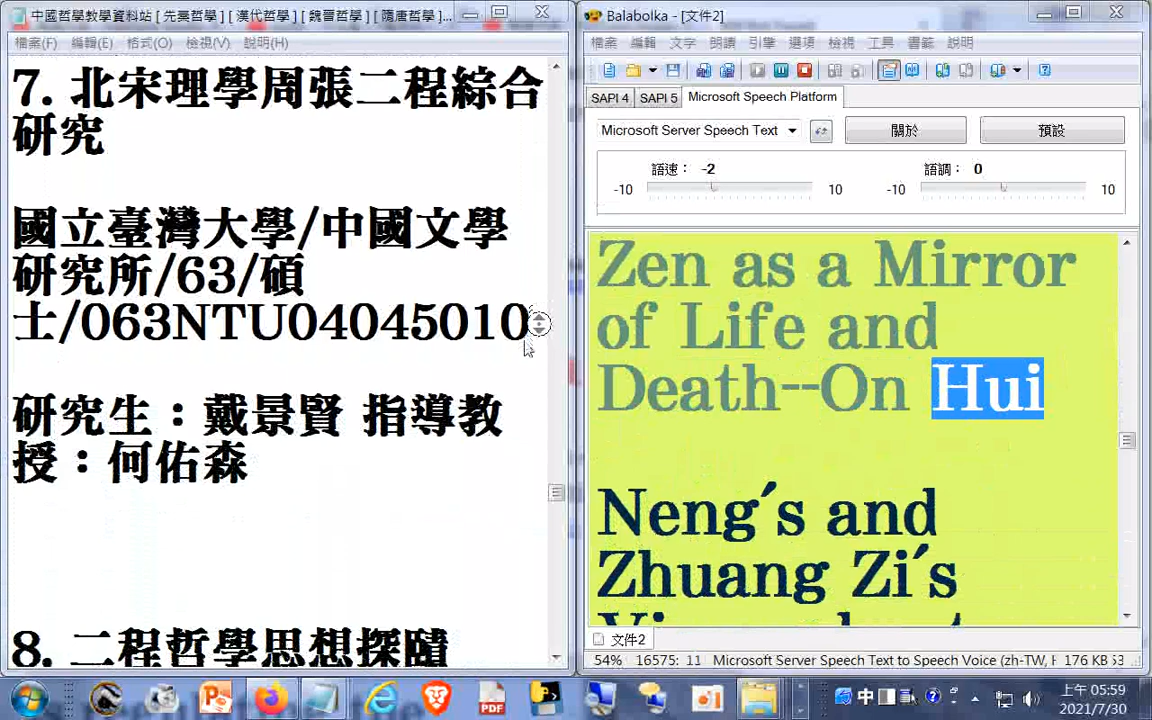 中國哲學教學資料站 [ 先秦哲學 ] [ 漢代哲學 ] [ 魏晉哲學 ] [ 隋唐哲學 ]...
檔案(F) 編輯(E) 格式(O) 檢視(V) 說明(H)
7. 北宋理學周張二程綜合
研究
國立臺灣大學/中國文學
研究所/63/碩
士/063NTU04045010
研究生：戴景賢 指導教
授：何佑森
8. 二程哲學思想探賾
Balabolka - [文件2]
檔案 編輯 文字 朗讀 引擎 選項 檢視 工具 書籤 說明
SAPI 4 SAPI 5 Microsoft Speech Platform
Microsoft Server Speech Text 關於 預設
語速： -2 語調： 0
-10 10 -10 10
Zen as a Mirror
of Life and
Death--On Hui
Neng's and
Zhuang Zi's
文件2
54% 16575: 11 Microsoft Server Speech Text to Speech Voice (zh-TW, H 176 KB
中
上午 05:59
2021/7/30
PDF